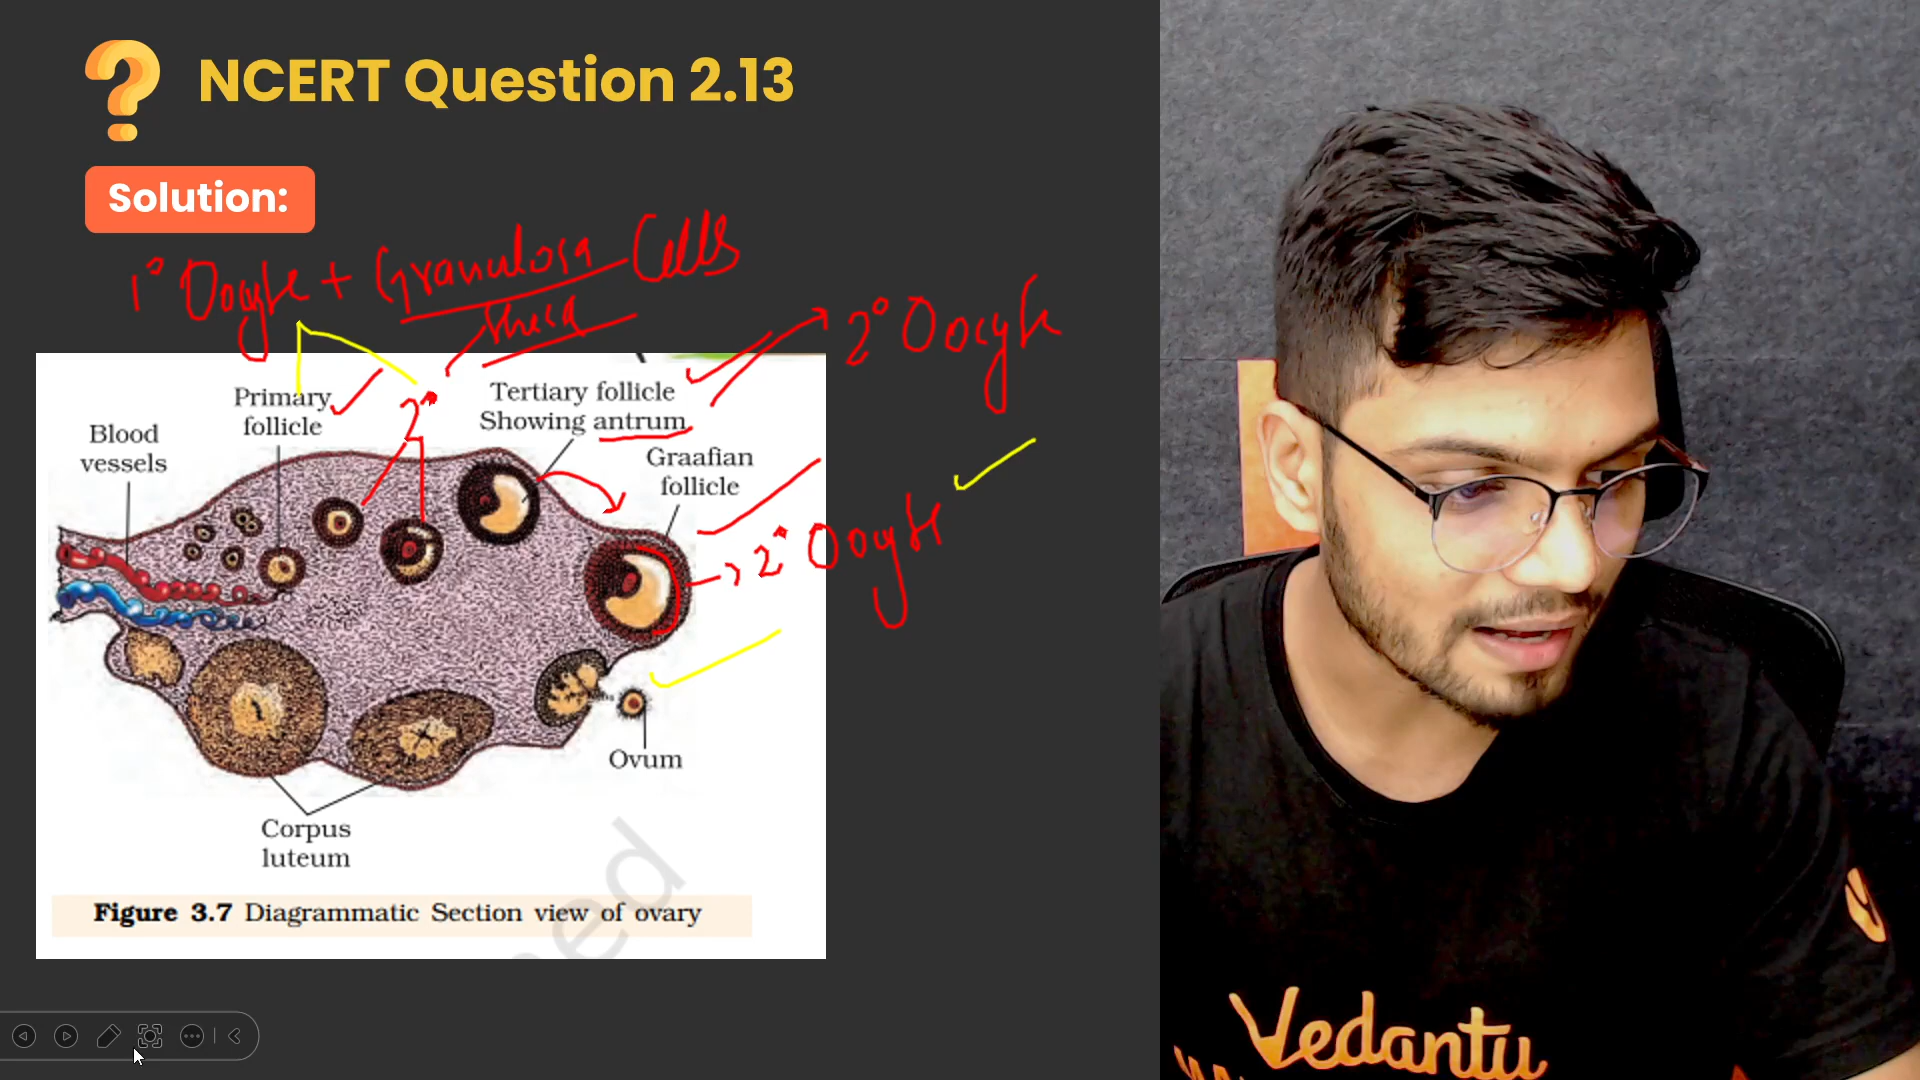 NCERT Question 2.13
Solution:
1° Oocyte + Granulosa Cells
theca
2° Oocyte
Primary
follicle
2°
Tertiary follicle
Showing antrum
Blood
vessels
Graafian
follicle
2° Oocyte
Ovum
Corpus
luteum
Figure 3.7 Diagrammatic Section view of ovary
ed
Vedantu